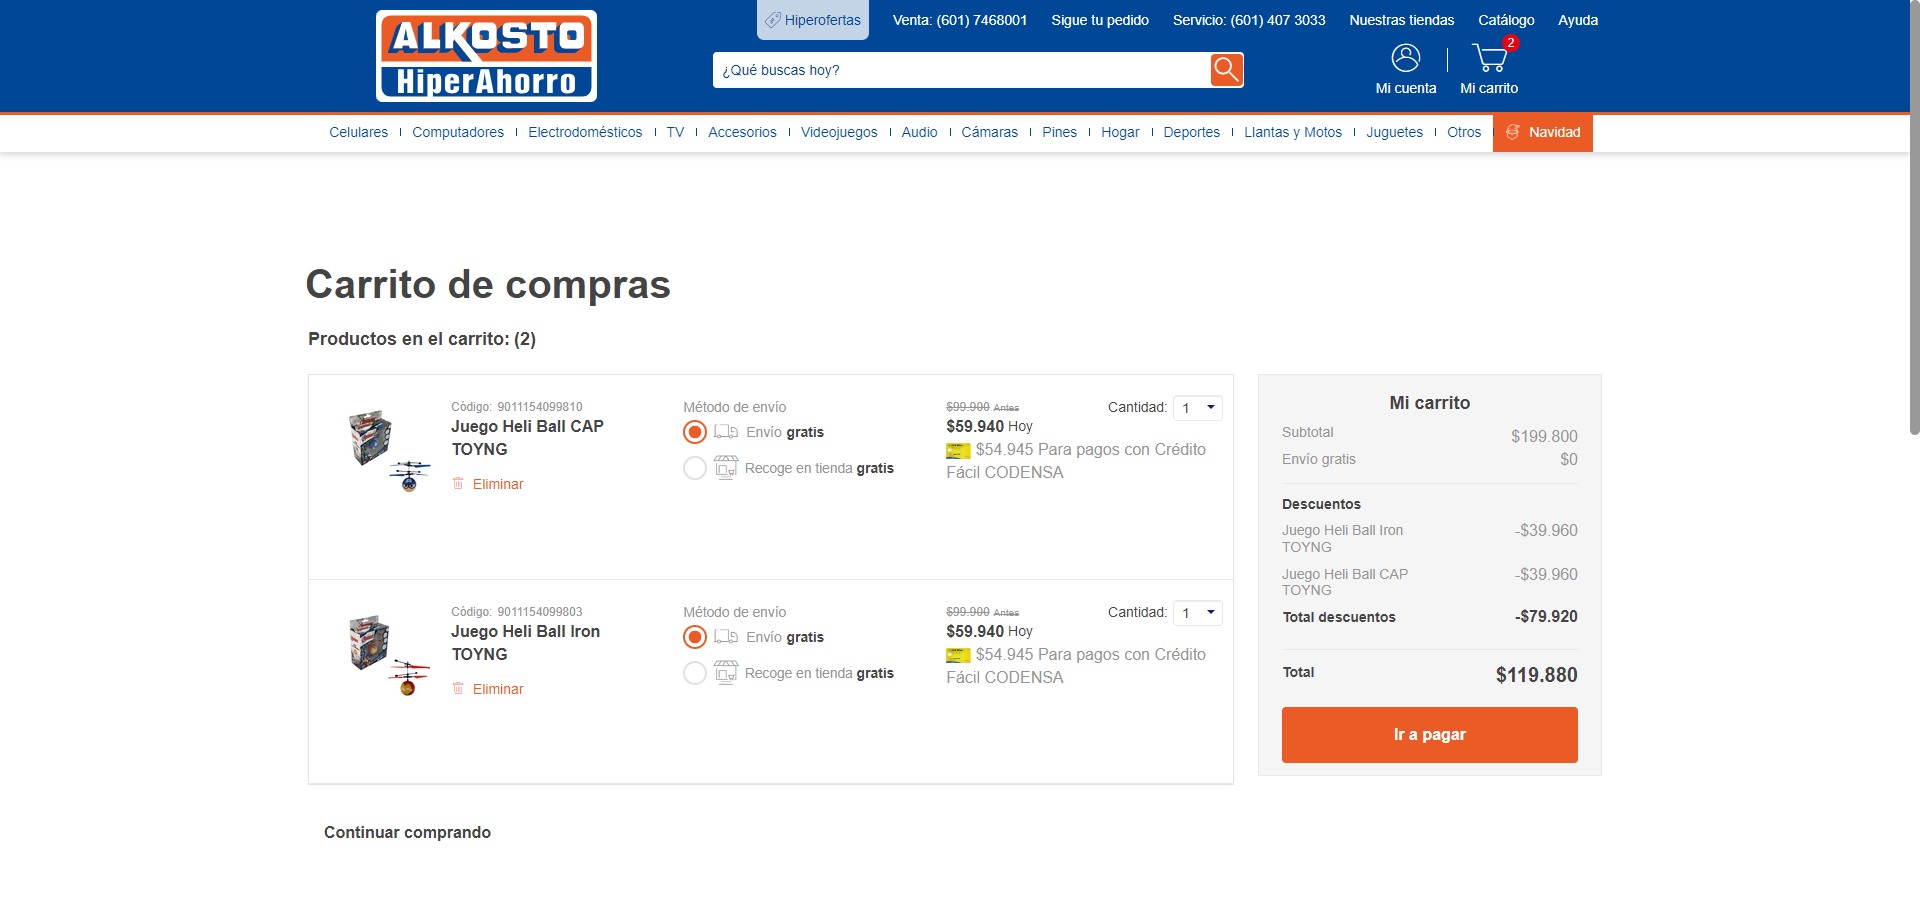 ALKOSTO
HiperAhorro
Hiperofertas
Venta: (601) 7468001
Sigue tu pedido
Servicio: (601) 407 3033
Nuestras tiendas
Catálogo
Ayuda
¿Qué buscas hoy?
Mi cuenta
2
Mi carrito
Celulares
Computadores
Electrodomésticos
TV
Accesorios
Videojuegos
Audio
Cámaras
Pines
Hogar
Deportes
Llantas y Motos
Juguetes
Otros
Navidad
Carrito de compras
Productos en el carrito: (2)
Código: 9011154099810
Juego Heli Ball CAP
TOYNG
Eliminar
Método de envío
Envío gratis
Recoge en tienda gratis
$99.900 Antes
$59.940 Hoy
$54.945 Para pagos con Crédito
Fácil CODENSA
Cantidad: 1
Código: 9011154099803
Juego Heli Ball Iron
TOYNG
Eliminar
Método de envío
Envío gratis
Recoge en tienda gratis
$99.900 Antes
$59.940 Hoy
$54.945 Para pagos con Crédito
Fácil CODENSA
Cantidad: 1
Mi carrito
Subtotal $199.800
Envío gratis $0
Descuentos
Juego Heli Ball Iron -$39.960
TOYNG
Juego Heli Ball CAP -$39.960
TOYNG
Total descuentos -$79.920
Total $119.880
Ir a pagar
Continuar comprando